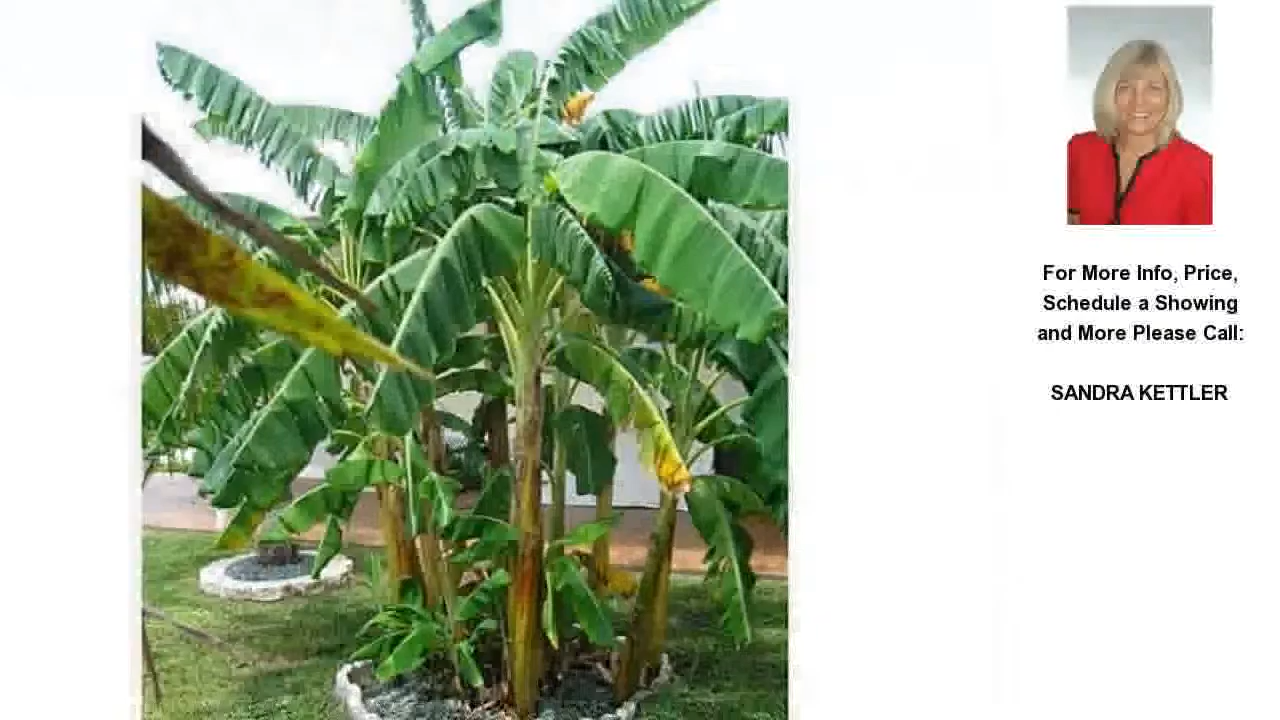 For More Info, Price,
Schedule a Showing
and More Please Call:
SANDRA KETTLER